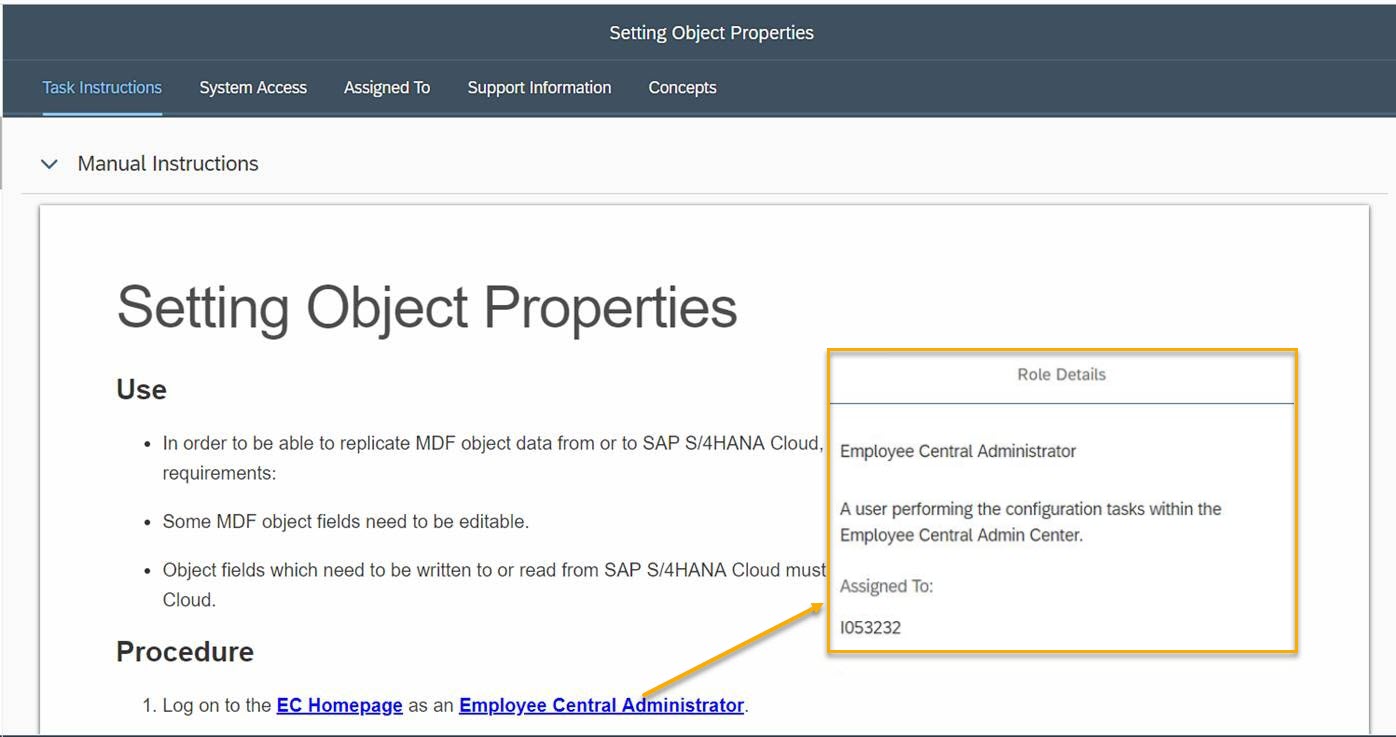 Setting Object Properties
Task Instructions System Access Assigned To Support Information Concepts
Manual Instructions
Setting Object Properties
Use
• In order to be able to replicate MDF object data from or to SAP S/4HANA Cloud,
requirements:
• Some MDF object fields need to be editable.
• Object fields which need to be written to or read from SAP S/4HANA Cloud must
Cloud.
Procedure
1. Log on to the EC Homepage as an Employee Central Administrator.
Role Details
Employee Central Administrator
A user performing the configuration tasks within the
Employee Central Admin Center.
Assigned To:
I053232